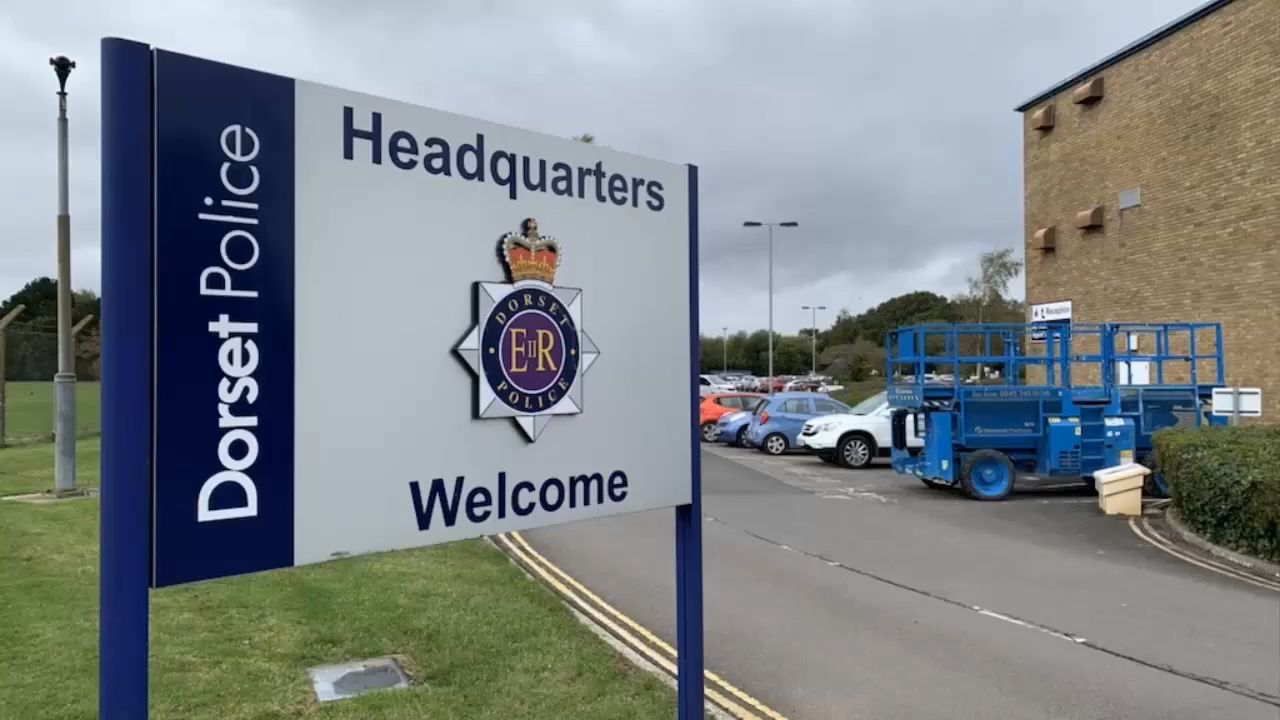 Dorset Police
Headquarters
DORSET
EIIR
POLICE
Welcome
Reception